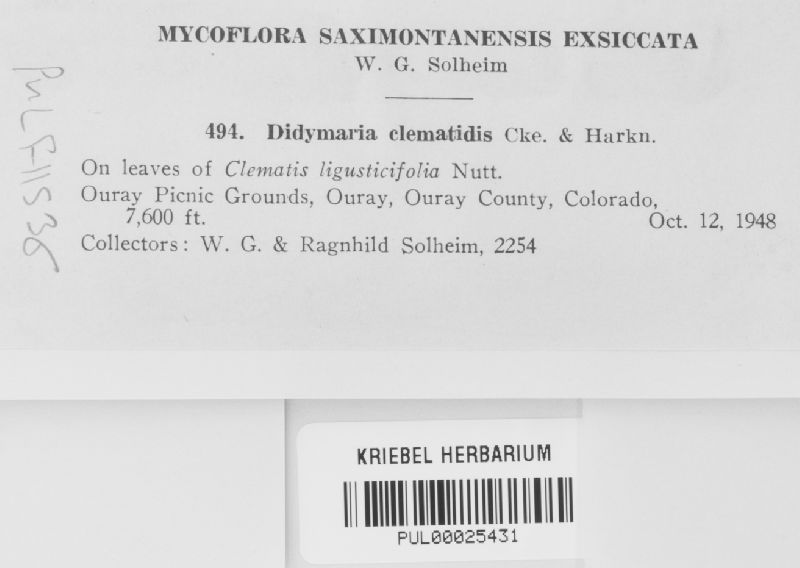 MYCOFLORA SAXIMONTANENSIS EXSICCATA
W. G. Solheim
494. Didymaria clematidis Cke. & Harkn.
On leaves of Clematis ligusticifolia Nutt.
Ouray Picnic Grounds, Ouray, Ouray County, Colorado,
7,600 ft. Oct. 12, 1948
Collectors: W. G. & Ragnhild Solheim, 2254
PUL F11536
KRIEBEL HERBARIUM
PUL00025431